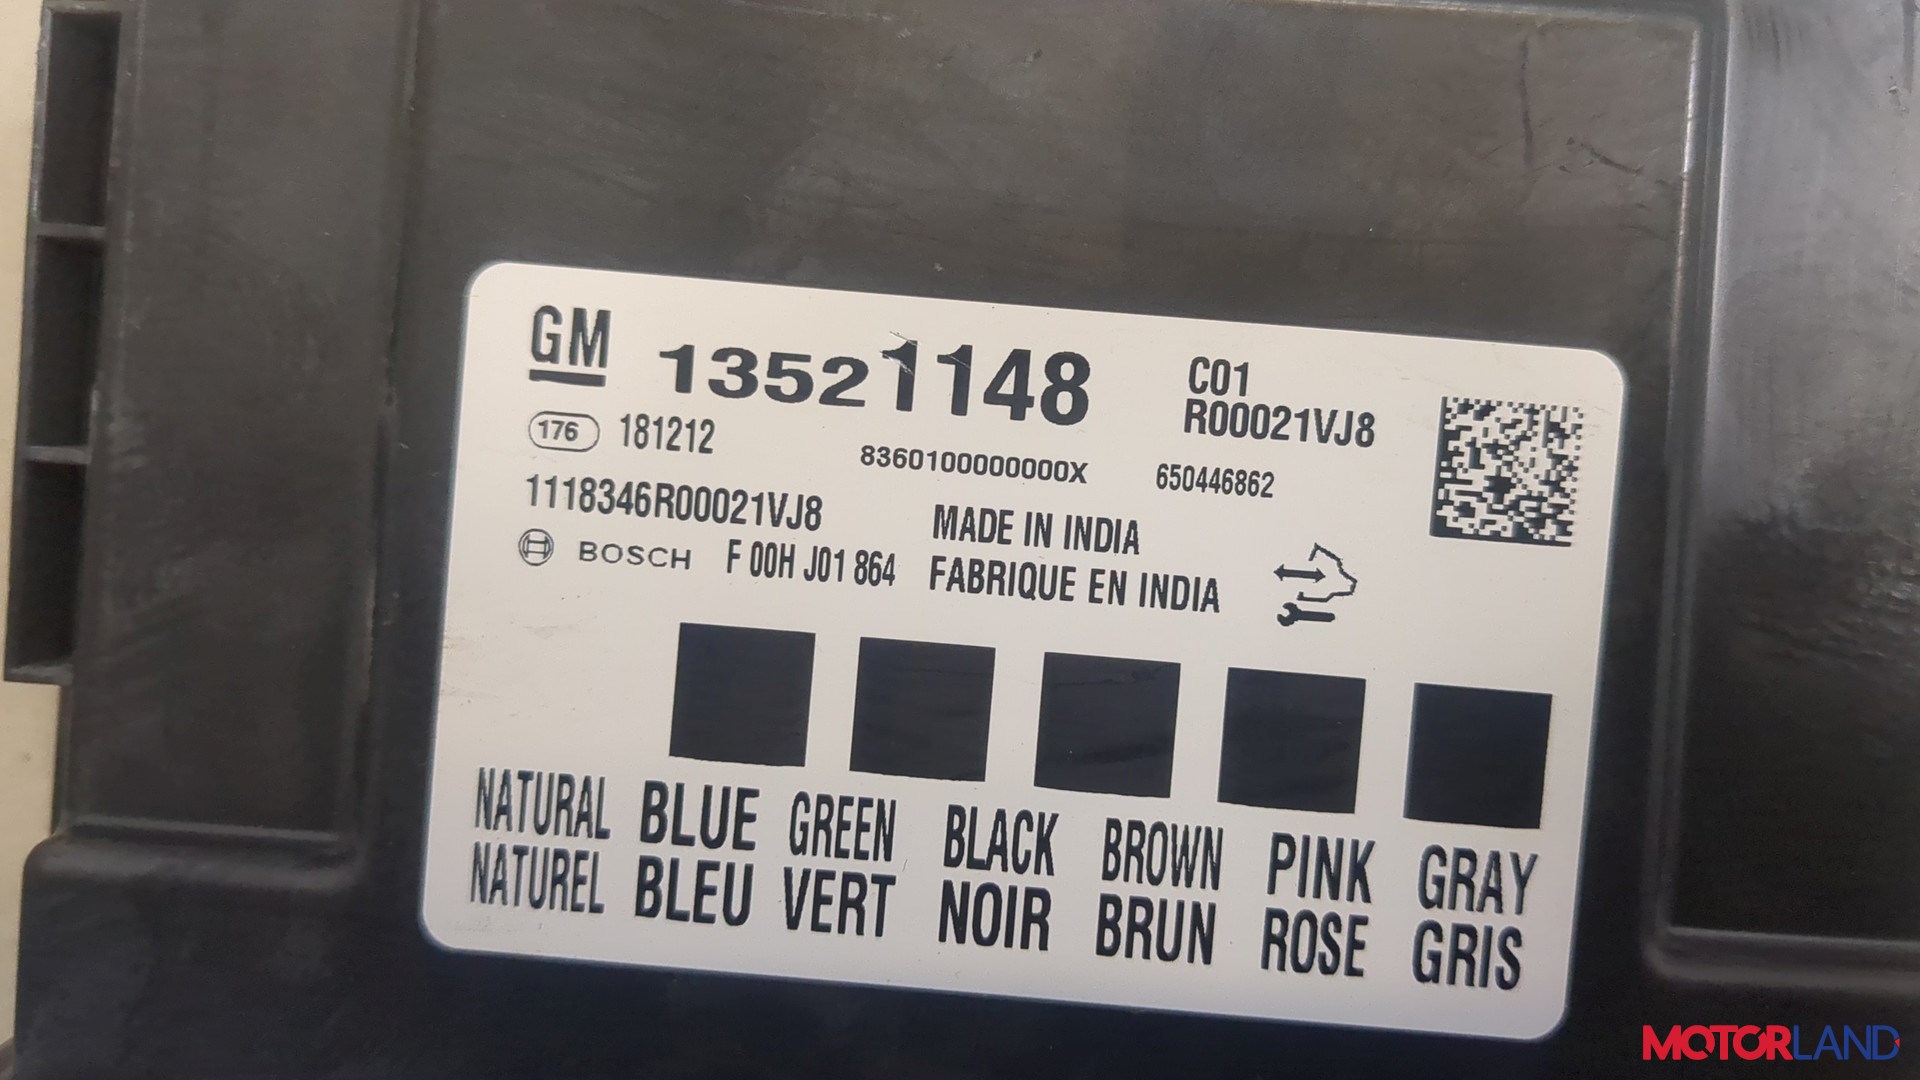 GM 13521148 C01
R00021VJ8
176 181212 8360100000000X 650446862
1118346R00021VJ8 MADE IN INDIA
BOSCH F 00H J01 864 FABRIQUE EN INDIA
NATURAL BLUE GREEN BLACK BROWN PINK GRAY
NATUREL BLEU VERT NOIR BRUN ROSE GRIS
MOTORLAND